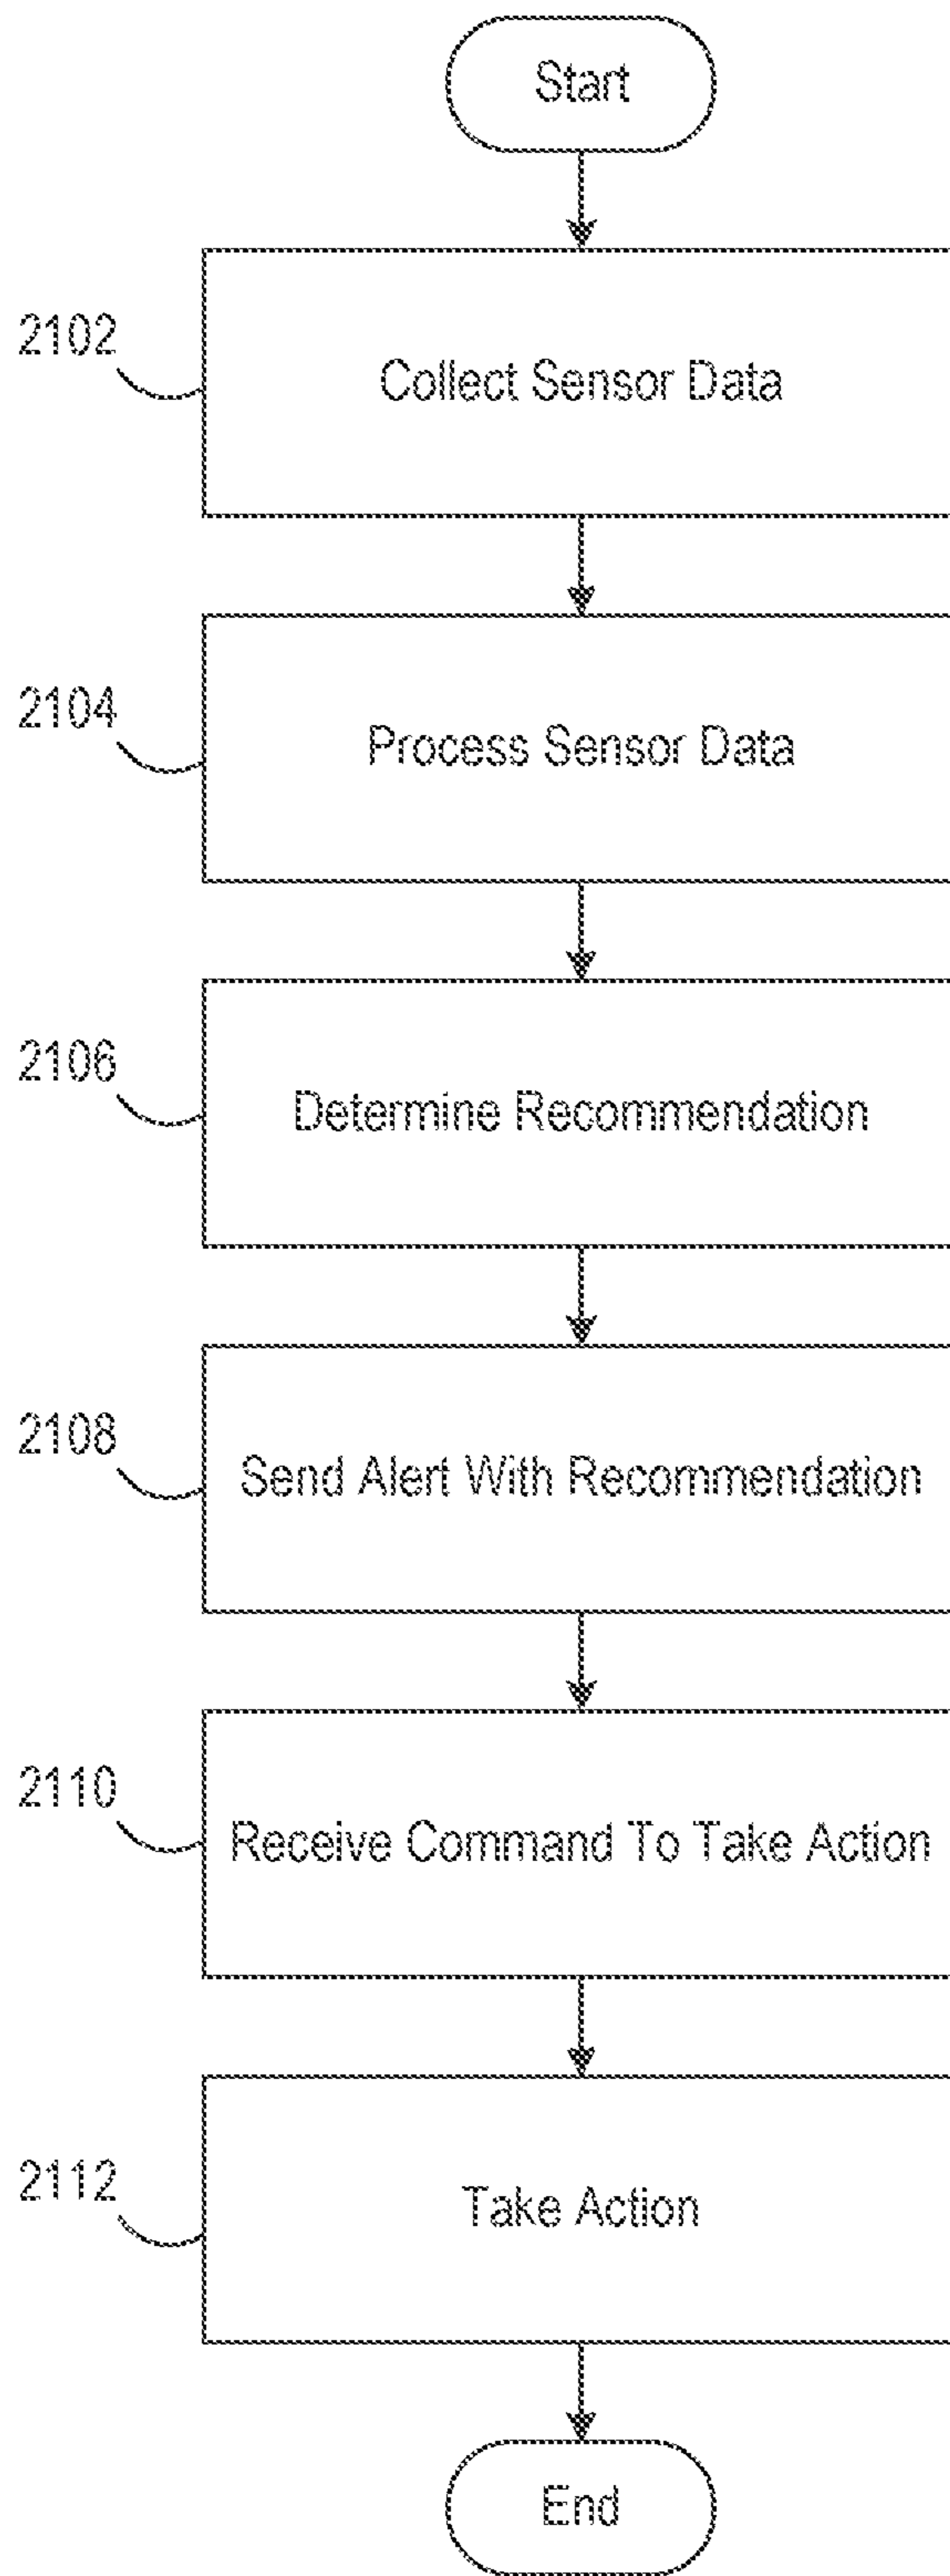 Start
2102
Collect Sensor Data
2104
Process Sensor Data
2106
Determine Recommendation
2108
Send Alert With Recommendation
2110
Receive Command To Take Action
2112
Take Action
End